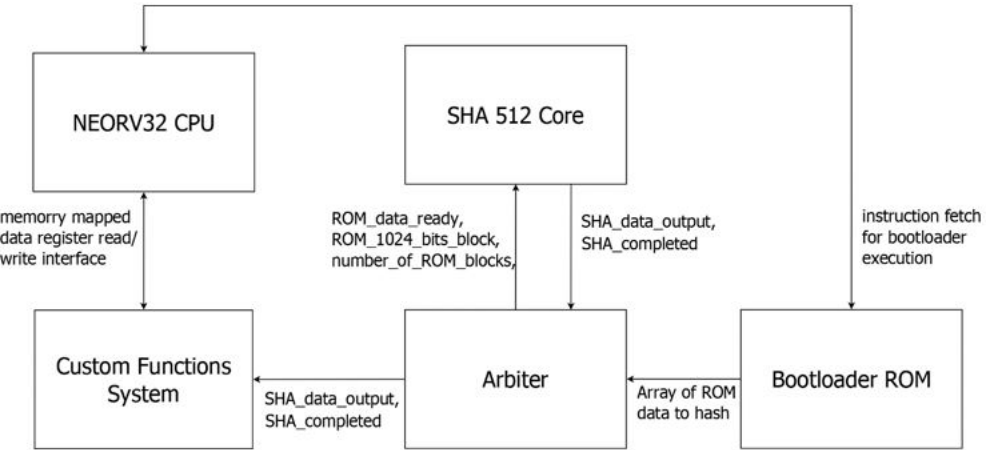 NEORV32 CPU
SHA 512 Core
memorry mapped
data register read/
write interface
ROM_data_ready,
ROM_1024_bits_block,
number_of_ROM_blocks,
SHA_data_output,
SHA_completed
instruction fetch
for bootloader
execution
Custom Functions
System
SHA_data_output,
SHA_completed
Arbiter
Array of ROM
data to hash
Bootloader ROM